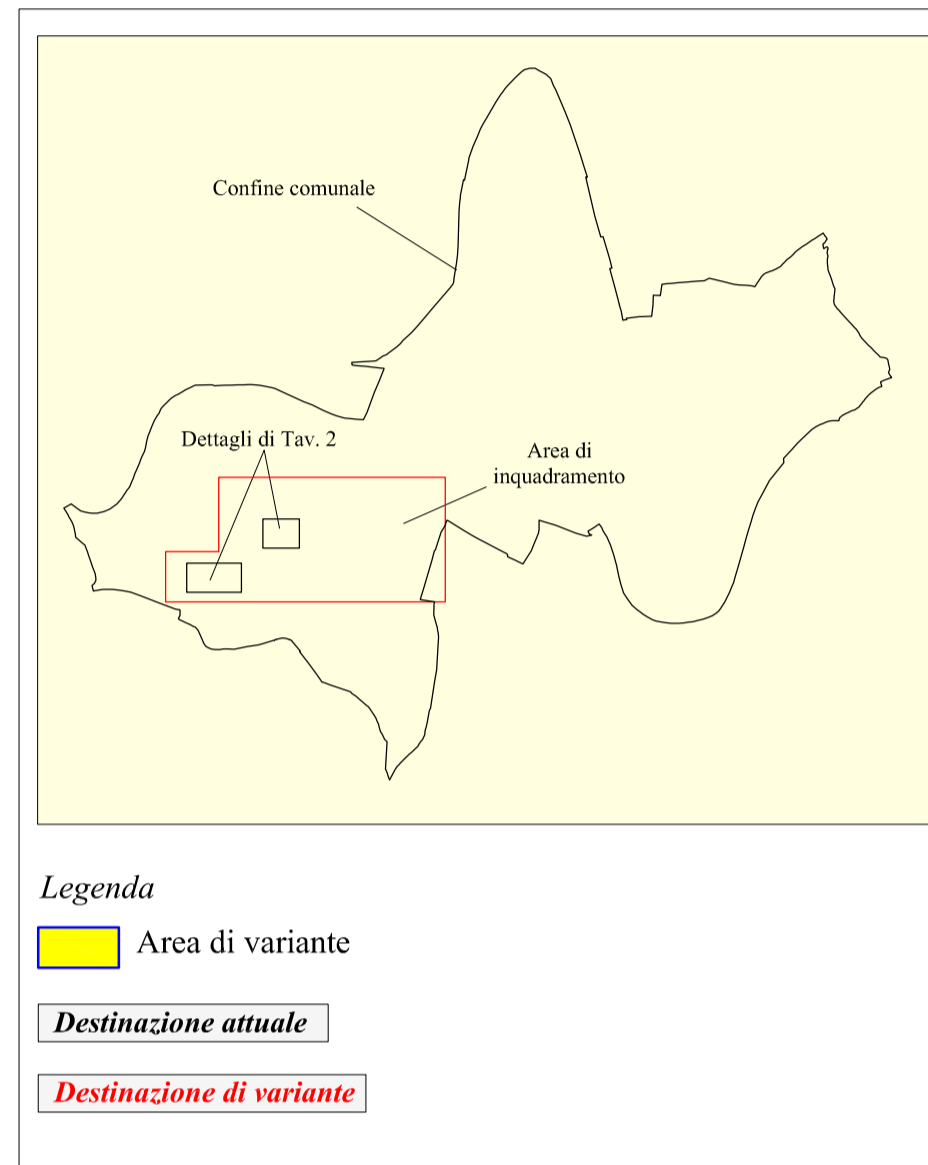 Confine comunale
Dettagli di Tav. 2
Area di
inquadramento
Legenda
Area di variante
Destinazione attuale
Destinazione di variante